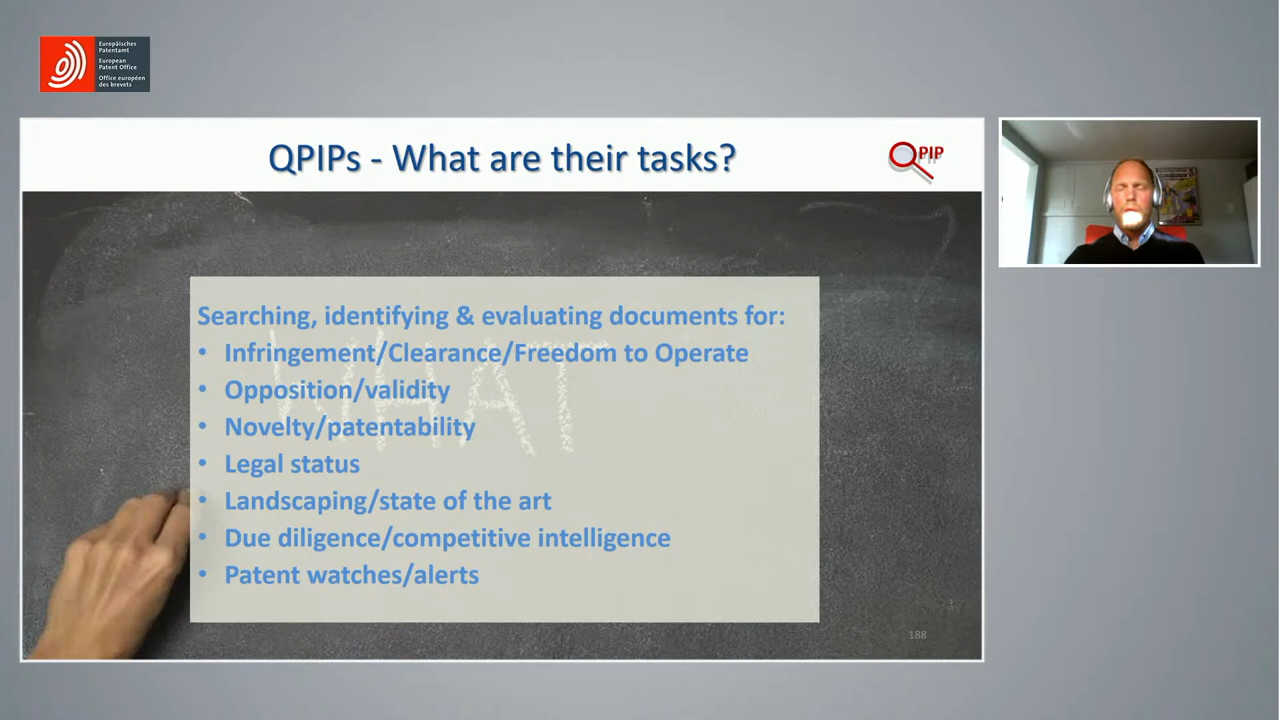 Europäisches
Patentamt
European
Patent Office
Office européen
des brevets
QPIPs - What are their tasks?
PIP
Searching, identifying & evaluating documents for:
• Infringement/Clearance/Freedom to Operate
• Opposition/validity
• Novelty/patentability
• Legal status
• Landscaping/state of the art
• Due diligence/competitive intelligence
• Patent watches/alerts
WHAT
188